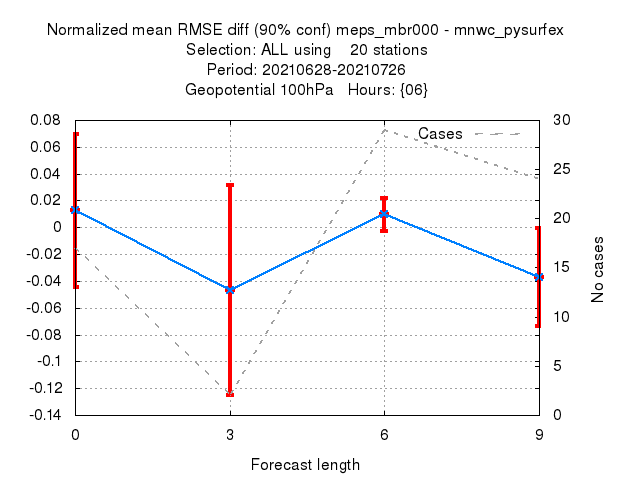 Normalized mean RMSE diff (90% conf) meps_mbr000 - mnwc_pysurfex
Selection: ALL using 20 stations
Period: 20210628-20210726
Geopotential 100hPa Hours: {06}
Cases
0.08
0.06
0.04
0.02
0
-0.02
-0.04
-0.06
-0.08
-0.1
-0.12
-0.14
30
25
20
15
10
5
0
No cases
0 3 6 9
Forecast length